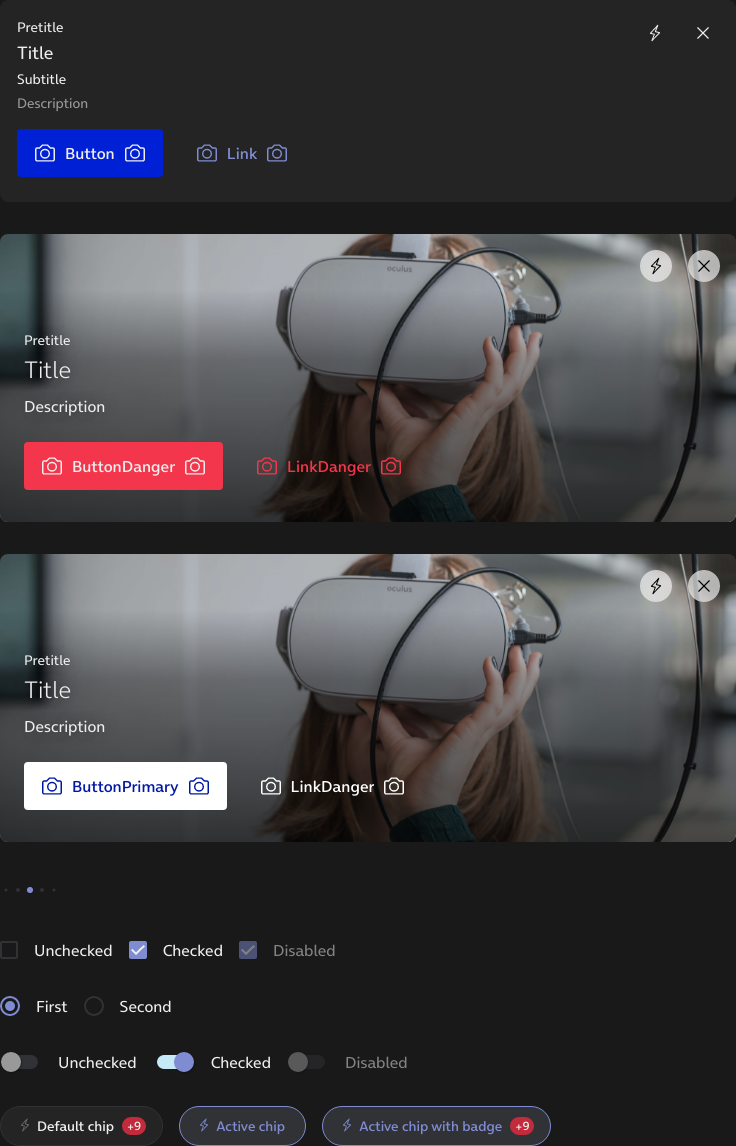 Pretitle
Title
Subtitle
Description
Button Link
oculus
Pretitle
Title
Description
ButtonDanger LinkDanger
oculus
Pretitle
Title
Description
ButtonPrimary LinkDanger
Unchecked Checked Disabled
First Second
Unchecked Checked Disabled
Default chip +9 Active chip Active chip with badge +9